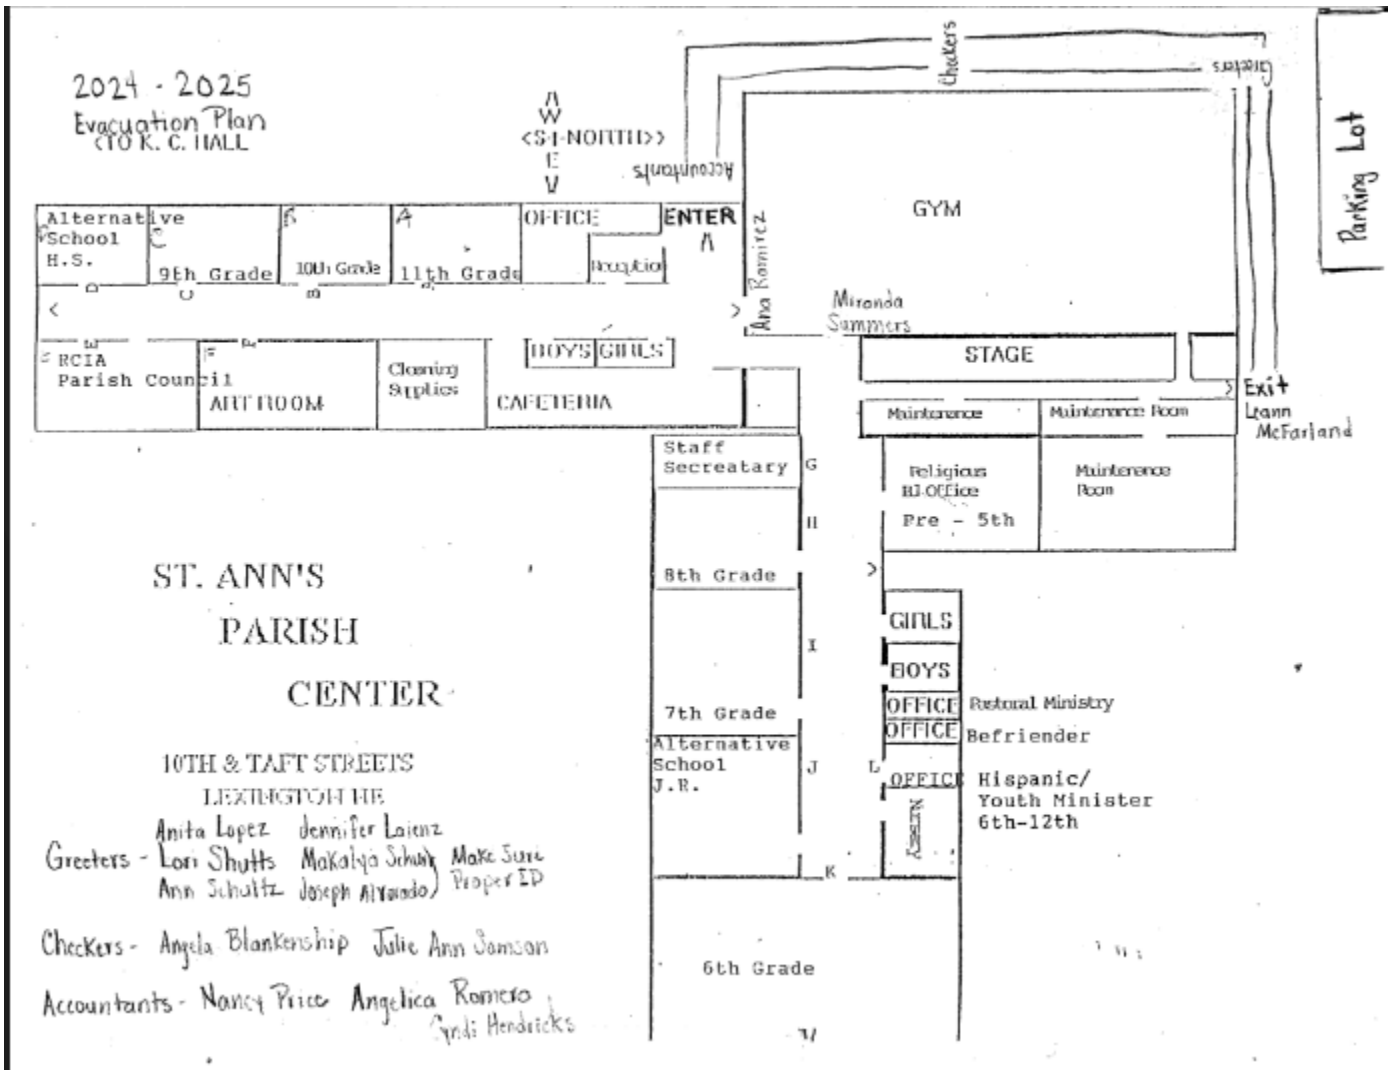 2024 - 2025
Evacuation Plan
(TO K. C. HALL
W
<S-I-NORTH>>
E
Checkers
Greeters
Accountants
Parking Lot
Alternative
School
H.S.
C
9th Grade
B
10th Grade
A
11th Grade
OFFICE
Reception
ENTER
Ana Ramirez
GYM
D
C
B
Miranda
Summers
STAGE
Exit
Leann
McFarland
E
RCIA
Parish Council
F
ART ROOM
Cleaning
Supplies
BOYS
GIRLS
CAFETERIA
Maintenance
Maintenance Room
Staff
Secreatary
G
Religious
Office
Pre - 5th
Maintenance
Room
H
8th Grade
ST. ANN'S
PARISH
CENTER
I
7th Grade
GIRLS
BOYS
OFFICE Pastoral Ministry
OFFICE Befriender
Alternative
School
J.R.
J
L
OFFICE Hispanic/
Youth Minister
6th-12th
Nursery
K
6th Grade
10TH & TAFT STREETS
LEXINGTON NE
Anita Lopez Jennifer
Greeters - Lori Shutts Make Sure
Ann Schultz Joseph Alvarado) Proper ID
Checkers - Angela Blankenship Julie Ann Samson
Accountants - Nancy Price Angelica Romero
Cyndi Hendricks